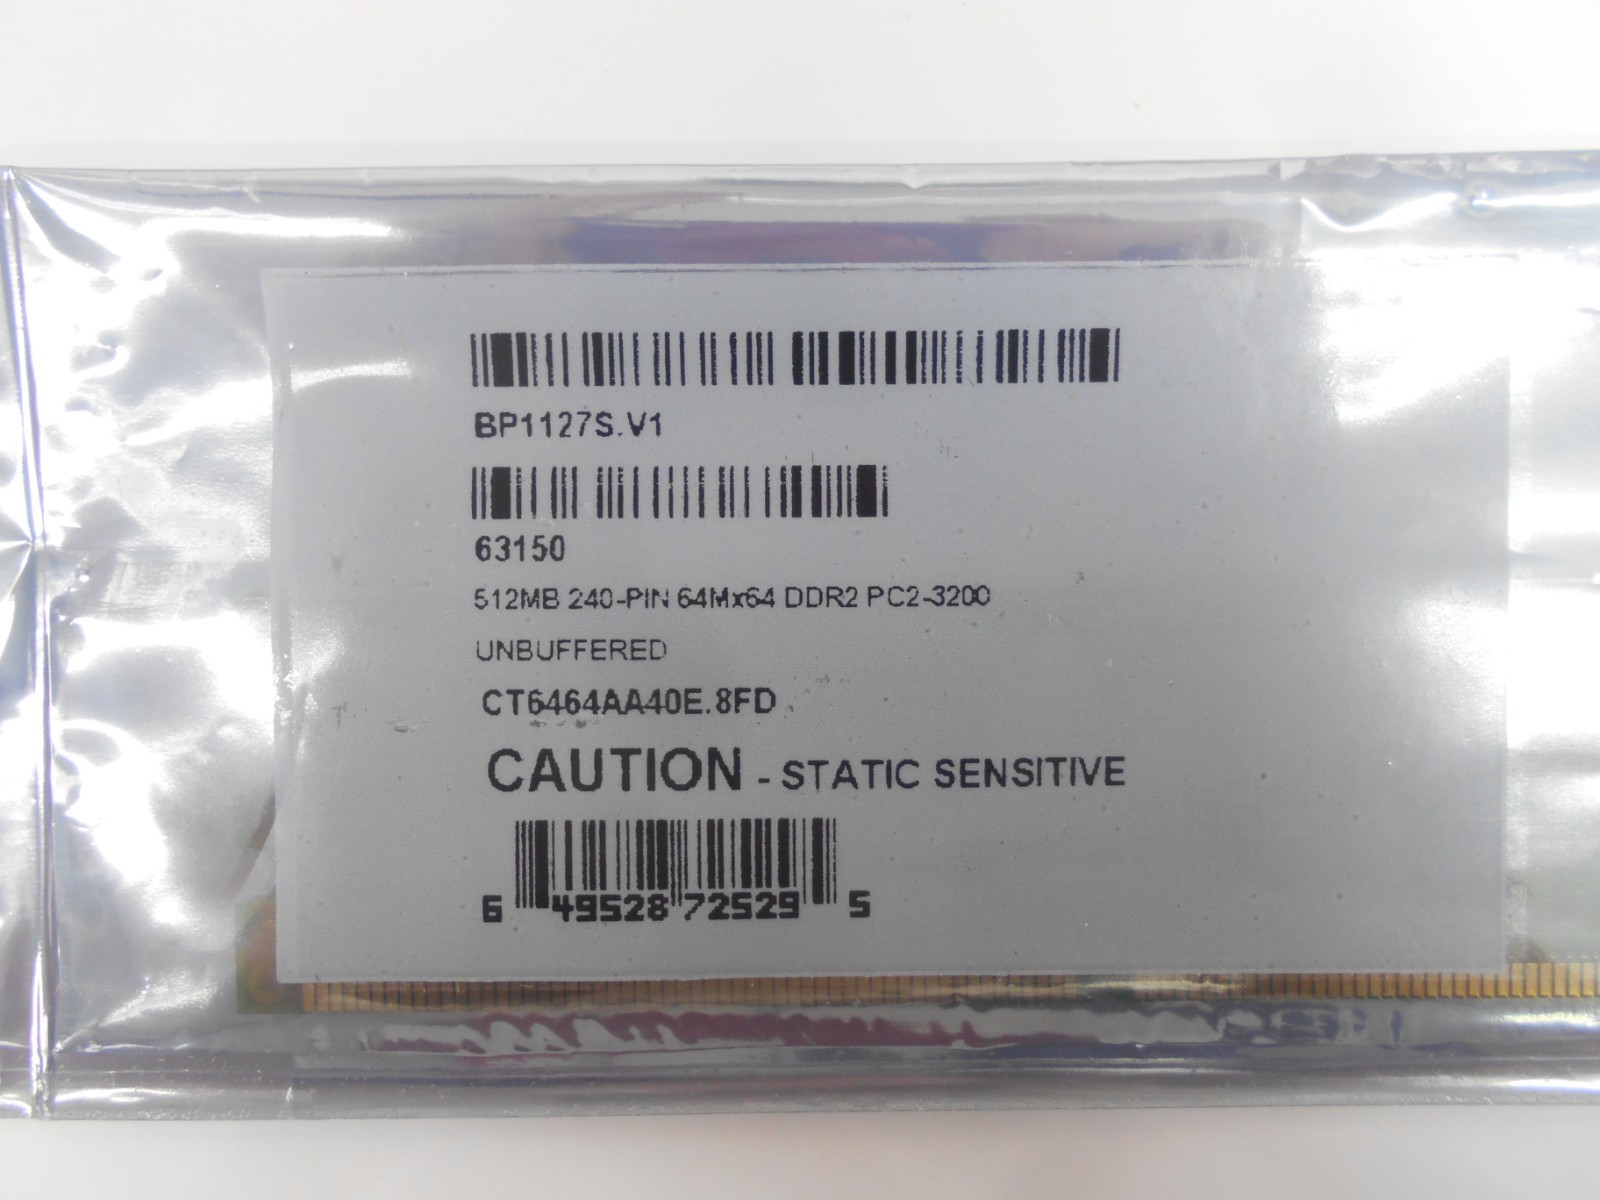 BP1127S.V1
63150
512MB 240-PIN 64Mx64 DDR2 PC2-3200
UNBUFFERED
CT6464AA40E.8FD
CAUTION - STATIC SENSITIVE
6 49528 72529 5